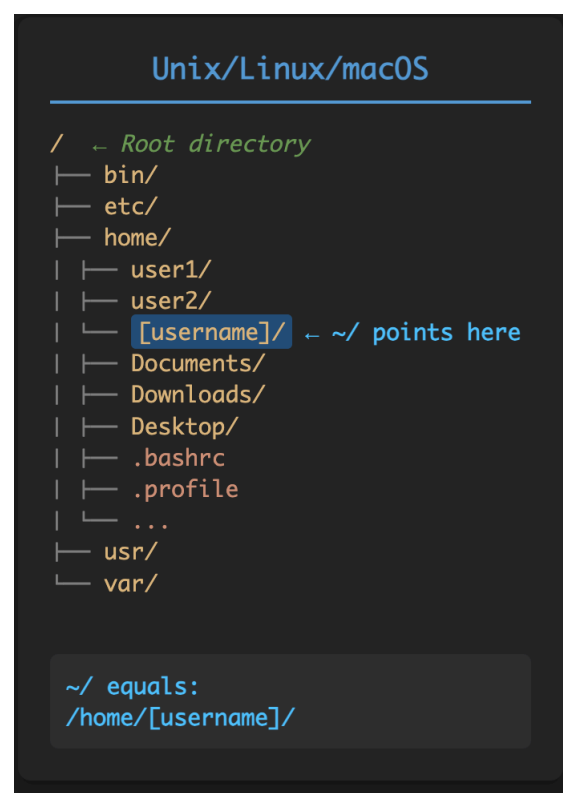 Unix/Linux/macOS
/ ← Root directory
├── bin/
├── etc/
├── home/
│ ├── user1/
│ ├── user2/
│ └── [username]/ ← ~/ points here
│ ├── Documents/
│ ├── Downloads/
│ ├── Desktop/
│ ├── .bashrc
│ ├── .profile
│ └── ...
├── usr/
└── var/
~/ equals:
/home/[username]/